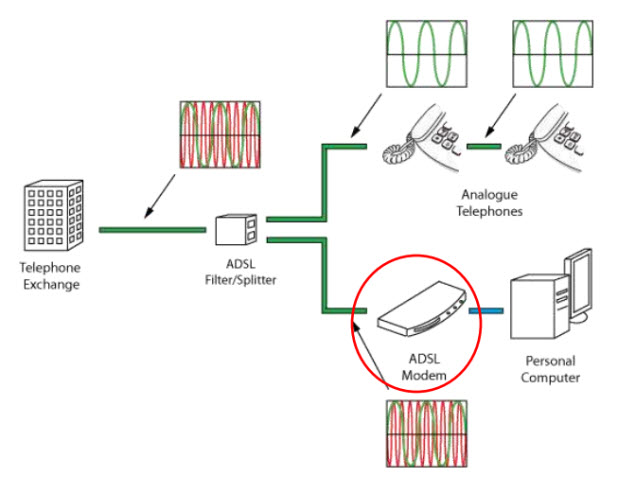 Analogue
Telephones
Telephone
Exchange
ADSL
Filter/Splitter
ADSL
Modem
Personal
Computer